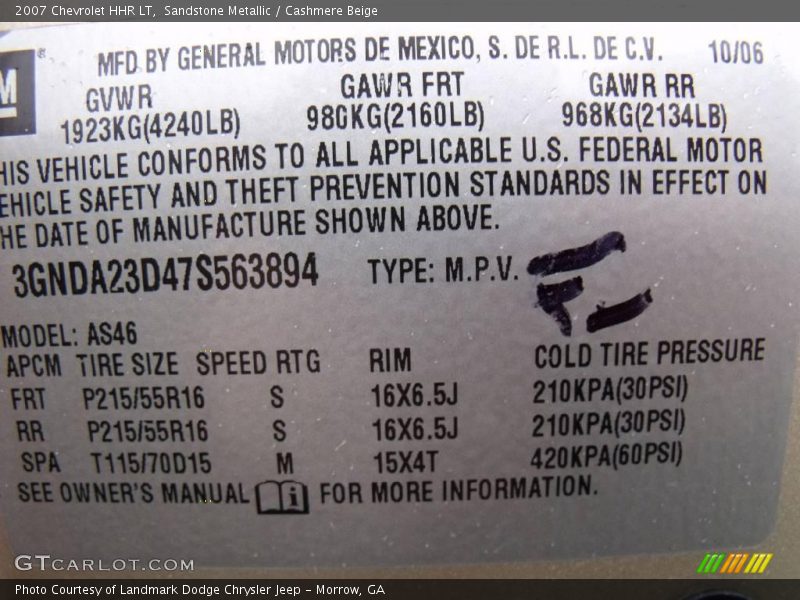 2007 Chevrolet HHR LT, Sandstone Metallic / Cashmere Beige
M
MFD BY GENERAL MOTORS DE MEXICO, S. DE R.L. DE C.V. 10/06
GVWR GAWR FRT GAWR RR
1923KG(4240LB) 980KG(2160LB) 968KG(2134LB)
HIS VEHICLE CONFORMS TO ALL APPLICABLE U.S. FEDERAL MOTOR
EHICLE SAFETY AND THEFT PREVENTION STANDARDS IN EFFECT ON
HE DATE OF MANUFACTURE SHOWN ABOVE.
3GNDA23D47S563894 TYPE: M.P.V.
MODEL: AS46
APCM TIRE SIZE SPEED RTG RIM COLD TIRE PRESSURE
FRT P215/55R16 S 16X6.5J 210KPA(30PSI)
RR P215/55R16 S 16X6.5J 210KPA(30PSI)
SPA T115/70D15 M 15X4T 420KPA(60PSI)
SEE OWNER'S MANUAL i FOR MORE INFORMATION.
GTCARLOT.COM
Photo Courtesy of Landmark Dodge Chrysler Jeep - Morrow, GA